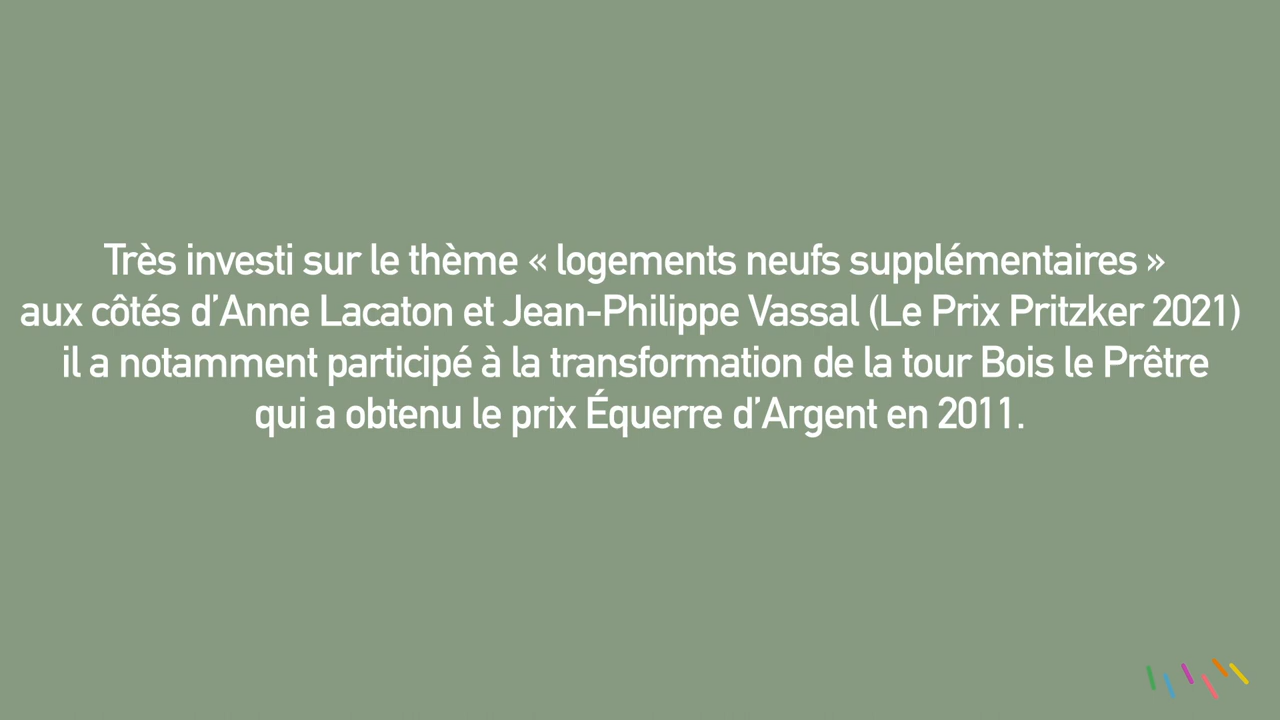 Très investi sur le thème « logements neufs supplémentaires »
aux côtés d’Anne Lacaton et Jean-Philippe Vassal (Le Prix Pritzker 2021)
il a notamment participé à la transformation de la tour Bois le Prêtre
qui a obtenu le prix Équerre d’Argent en 2011.